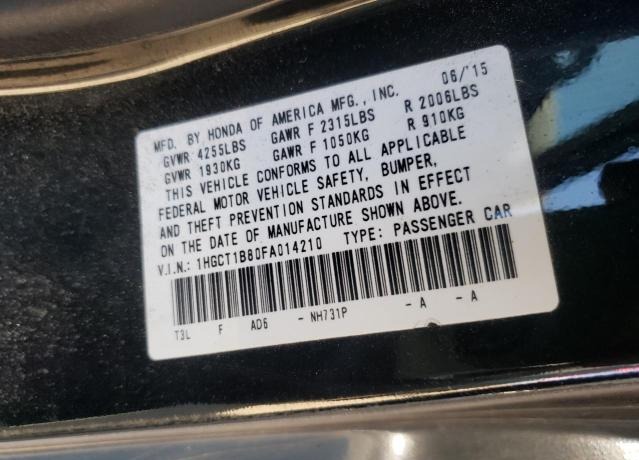 MFD. BY HONDA OF AMERICA MFG., INC. 06/'15
GVWR 4255LBS GAWR F 2315LBS R 2006LBS
GVWR 1930KG GAWR F 1050KG R 910KG
THIS VEHICLE CONFORMS TO ALL APPLICABLE
FEDERAL MOTOR VEHICLE SAFETY, BUMPER,
AND THEFT PREVENTION STANDARDS IN EFFECT
ON THE DATE OF MANUFACTURE SHOWN ABOVE.
V.I.N.: 1HGCT1B80FA014210 TYPE: PASSENGER CAR
T3L F AD6 - NH731P - A - A